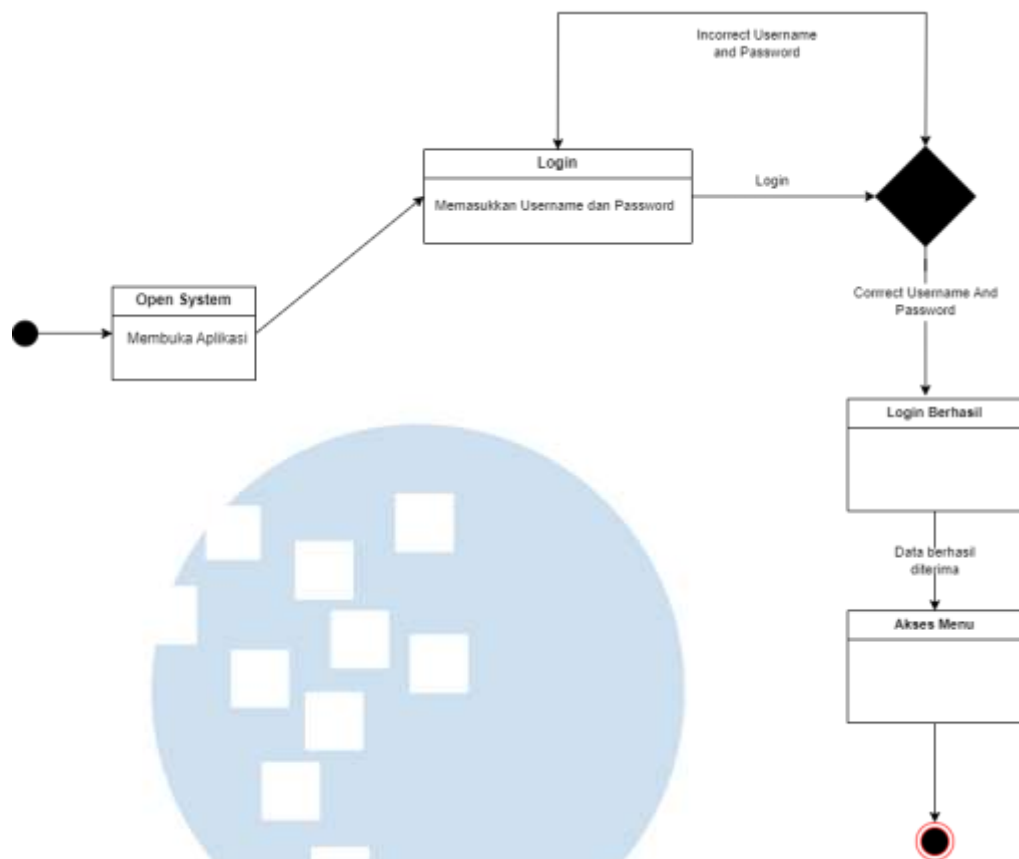 Incorrect Username
and Password
Login
Memasukkan Username dan Password
Login
Open System
Membuka Aplikasi
Corrrect Username And
Password
Login Berhasil
Data berhasil
diterima
Akses Menu